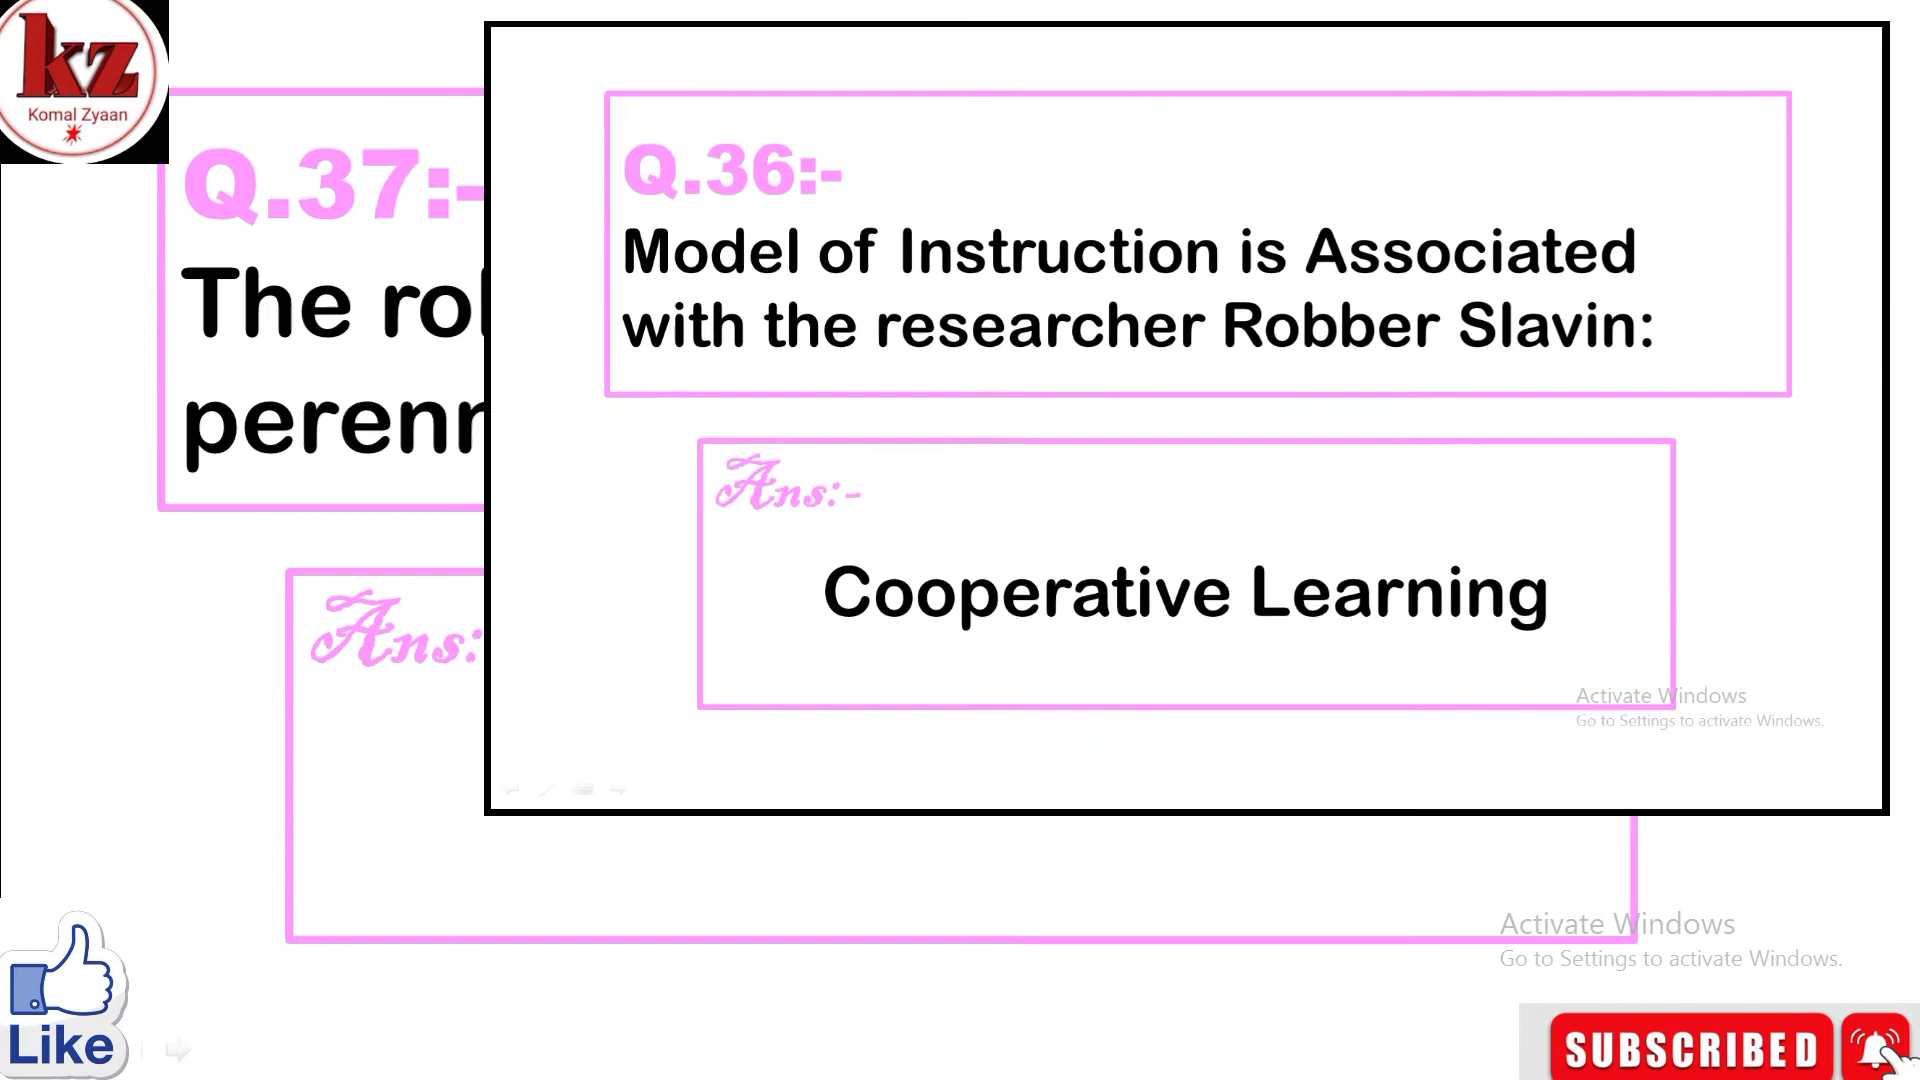 kz
Komal Zyaan
Q.37:-
The
Ans:
Q.36:-
Model of Instruction is Associated
with the researcher Robber Slavin:
Ans:-
Cooperative Learning
Activate Windows
Go to Settings to activate Windows.
Activate Windows
Go to Settings to activate Windows.
Like
SUBSCRIBED